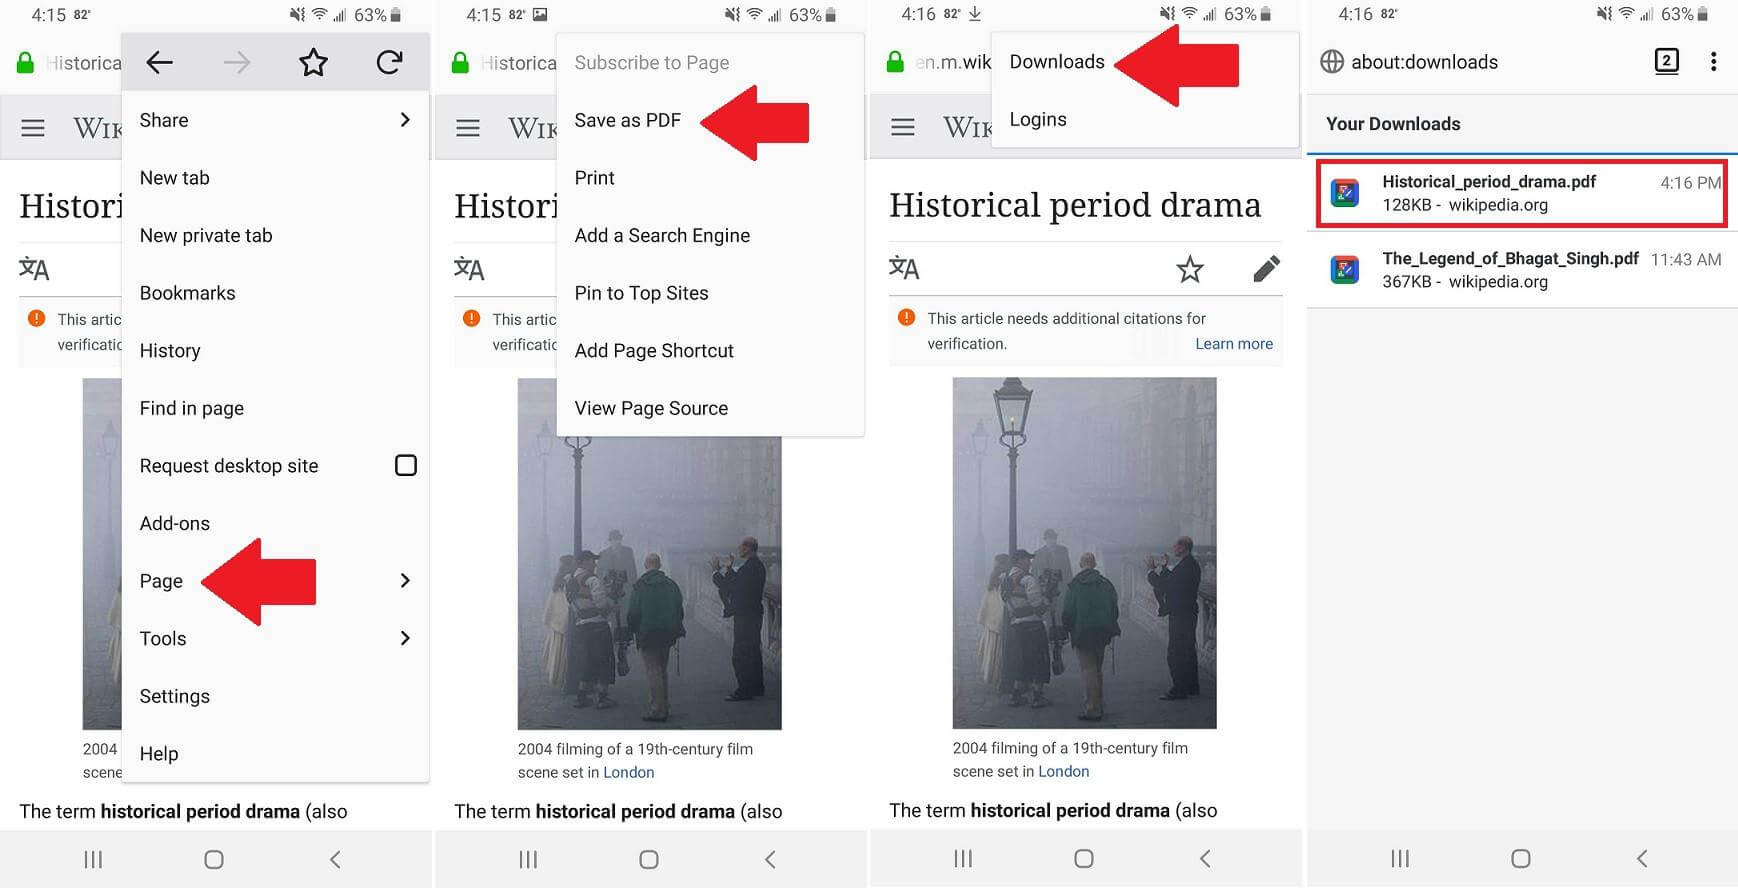 4:15 82° 63%
Historica
Share
WIK
New tab
New private tab
Histori
Bookmarks
This artic
verificatio
History
Find in page
Request desktop site
Add-ons
Page
Tools
Settings
Help
2004
scene
The term historical period drama (also
4:15 82° 63%
Historica
Subscribe to Page
Save as PDF
WIK
Print
Histori
Add a Search Engine
Pin to Top Sites
This artic
verificatio
Add Page Shortcut
View Page Source
2004 filming of a 19th-century film
scene set in London
The term historical period drama (also
4:16 82° 63%
en.m.wik
Downloads
Logins
WIK
Historical period drama
This article needs additional citations for
verification. Learn more
2004 filming of a 19th-century film
scene set in London
The term historical period drama (also
4:16 82° 63%
about:downloads 2
Your Downloads
Historical_period_drama.pdf 4:16 PM
128KB - wikipedia.org
The_Legend_of_Bhagat_Singh.pdf 11:43 AM
367KB - wikipedia.org